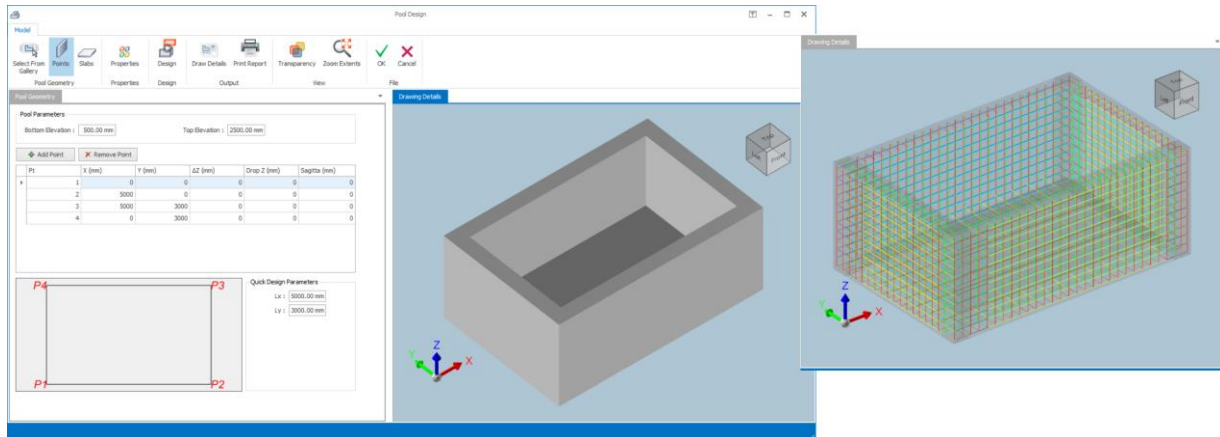 Pool Design
Model
Select From Gallery
Points
Slabs
Properties
Design
Draw Details
Print Report
Transparency
Zoom Extents
OK
Cancel
Pool Geometry
Properties
Design
Output
View
File
Pool Geometry
Drawing Details
Drawing Details
Pool Parameters
Bottom Elevation : 500.00 mm Top Elevation : 2500.00 mm
Add Point Remove Point
Pt X (mm) Y (mm) ΔZ (mm) Drop Z (mm) Sagitta (mm)
1 0 0 0 0 0
2 5000 0 0 0 0
3 5000 3000 0 0 0
4 0 3000 0 0 0
P4 P3
P1 P2
Quick Design Parameters
Lx : 5000.00 mm
Ly : 3000.00 mm
Top
Front
Z
Y
X
Top
Front
Z
Y
X